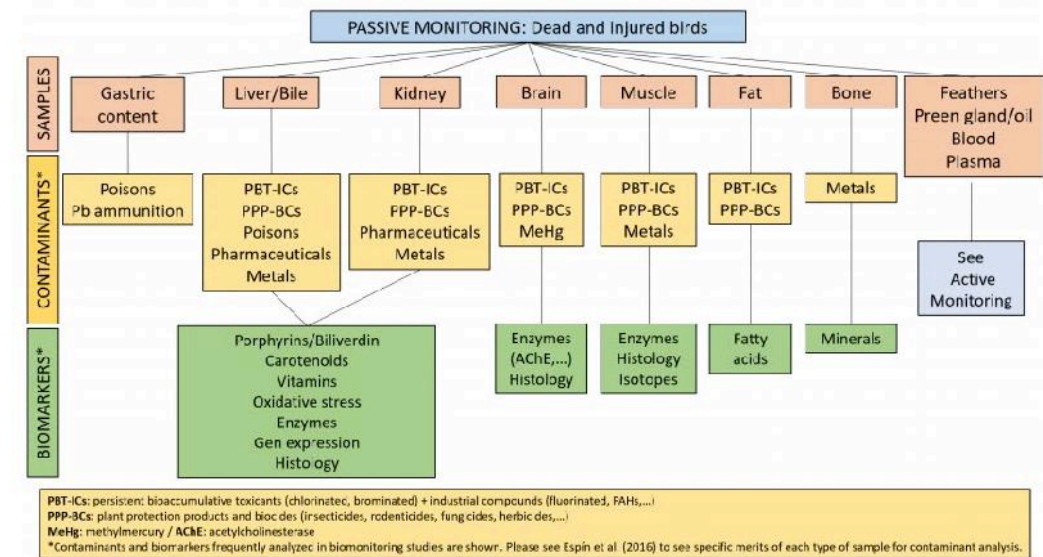 PASSIVE MONITORING: Dead and injured birds
SAMPLES
Gastric
content
Liver/Bile
Kidney
Brain
Muscle
Fat
Bone
Feathers
Preen gland/oil
Blood
Plasma
CONTAMINANTS*
Poisons
Pb ammunition
PBT-ICs
PPP-BCs
Poisons
Pharmaceuticals
Metals
PBT-ICs
PPP-BCs
Pharmaceuticals
Metals
PBT-ICs
PPP-BCs
MeHg
PBT-ICs
PPP-BCs
Metals
PBT-ICs
PPP-BCs
Metals
See
Active
Monitoring
BIOMARKERS*
Porphyrins/Biliverdin
Carotenoids
Vitamins
Oxidative stress
Enzymes
Gen expression
Histology
Enzymes
(AChE,...)
Histology
Enzymes
Histology
Isotopes
Fatty
acids
Minerals
PBT-ICs: persistent bioaccumulative toxicants (chlorinated, brominated) + industrial compounds (fluorinated, PAHs,...)
PPP-BCs: plant protection products and biocides (insecticides, rodenticides, fungicides, herbicides,...)
MeHg: methylmercury / AChE: acetylcholinesterase
*Contaminants and biomarkers frequently analyzed in biomonitoring studies are shown. Please see Espín et al. (2016) to see specific merits of each type of sample for contaminant analysis.